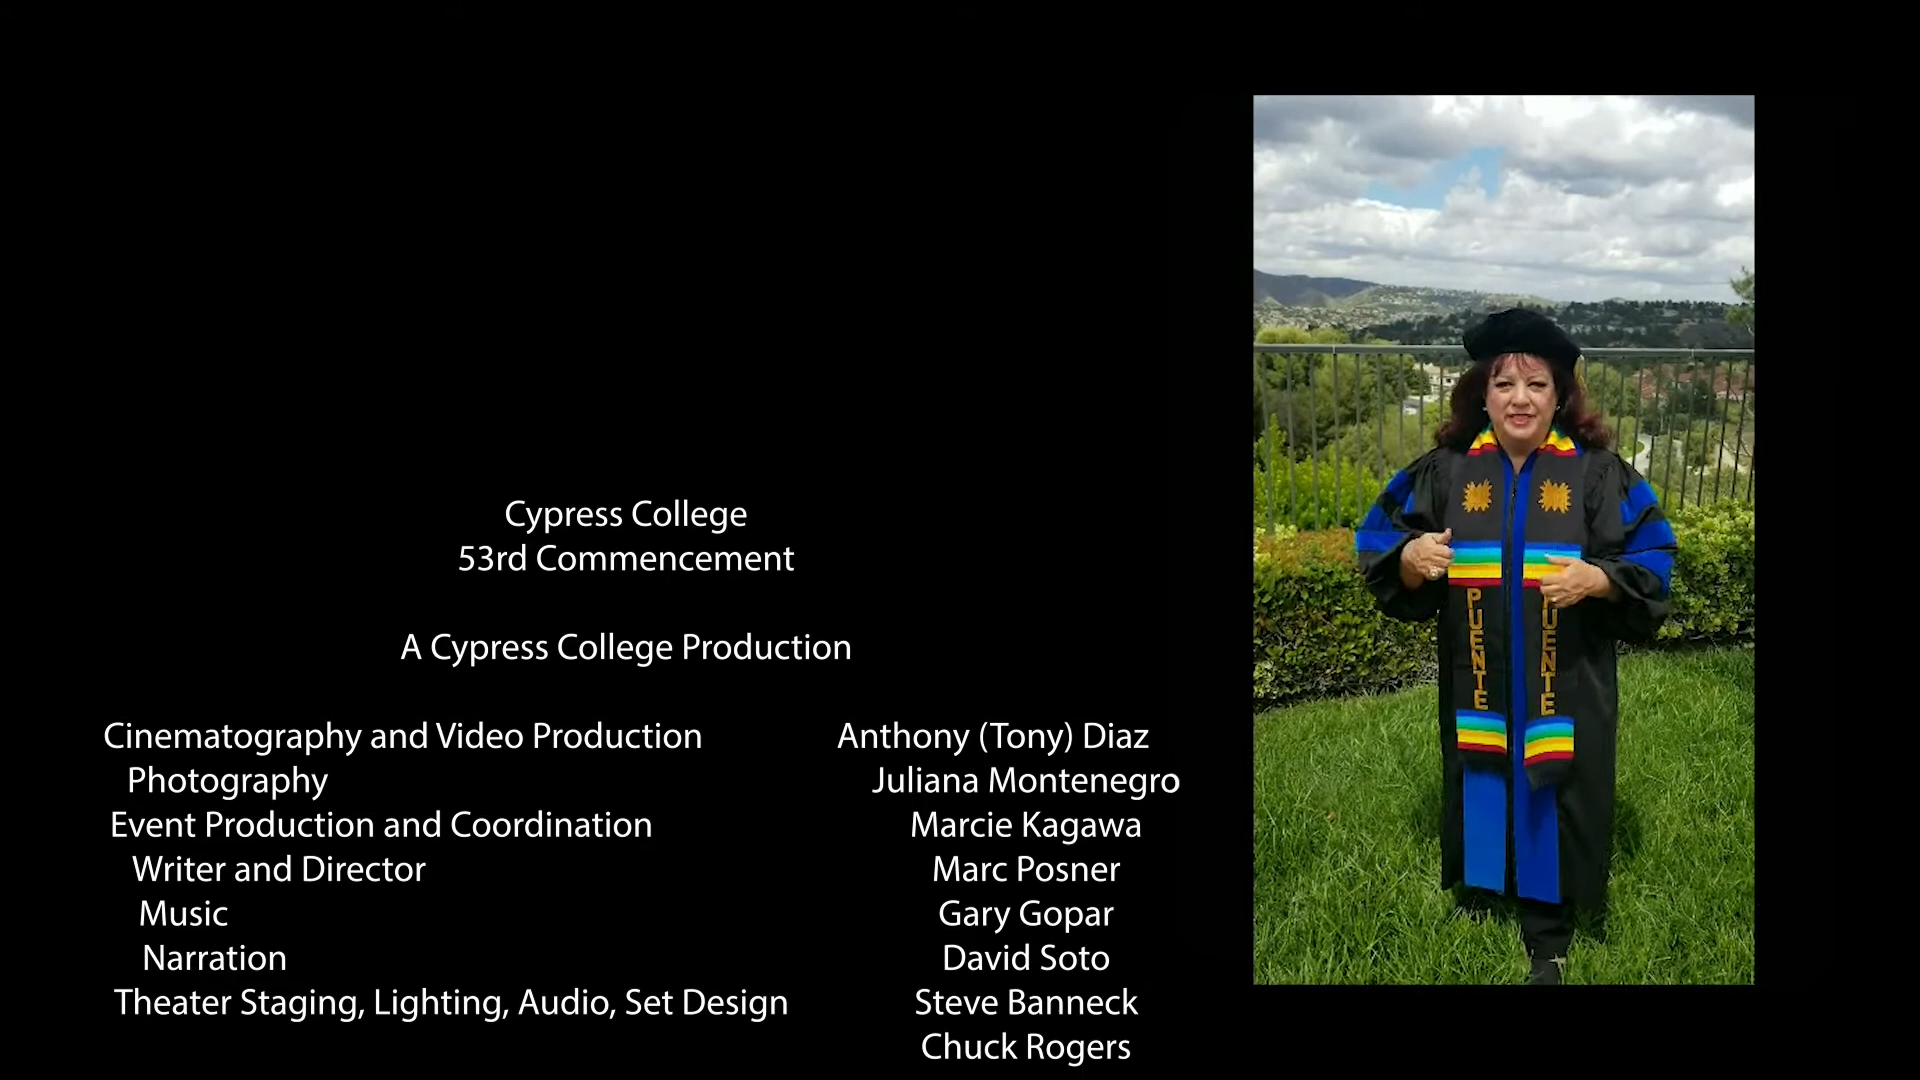 Cypress College
53rd Commencement
A Cypress College Production
Cinematography and Video Production Anthony (Tony) Diaz
Photography Juliana Montenegro
Event Production and Coordination Marcie Kagawa
Writer and Director Marc Posner
Music Gary Gopar
Narration David Soto
Theater Staging, Lighting, Audio, Set Design Steve Banneck
Chuck Rogers
PUENTE
PUENTE